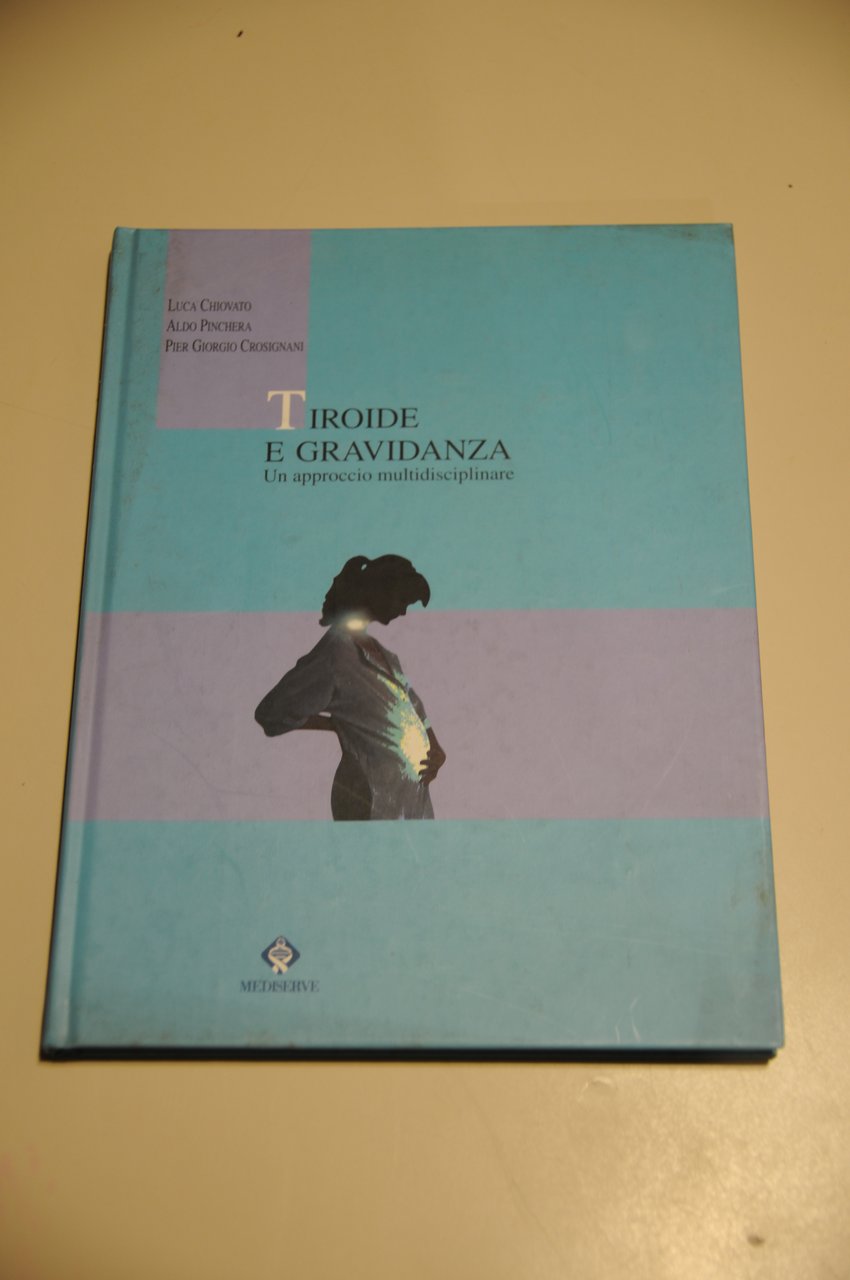 LUCA CHIOVATO
ALDO PINCHERA
PIER GIORGIO CROSIGNANI
TIROIDE
E GRAVIDANZA
Un approccio multidisciplinare
MEDISERVE